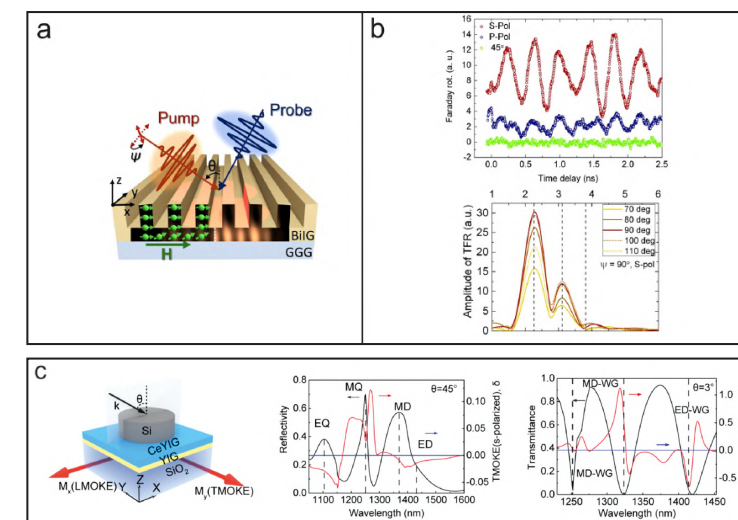 a
Pump
Probe
ψ
θ
z
y
x
H
BiIG
GGG
b
S-Pol
P-Pol
45°
Faraday rot. (a. u.)
16
14
12
10
8
6
4
2
0
0.0 0.5 1.0 1.5 2.0 2.5
Time delay (ns)
1 2 3 4 5 6
Amplitude of TFR (a. u.)
30
25
20
15
10
5
0
70 deg
80 deg
90 deg
100 deg
110 deg
ψ = 90°, S-pol
c
θ
k
Si
CeYIG
YIG
SiO₂
Mₓ(LMOKE)
Y
Z
X
Mᵧ(TMOKE)
Reflectivity
0.8
0.6
0.4
0.2
0.0
θ=45°
EQ
MQ
MD
ED
0.10
0.05
0.00
-0.05
TMOKE(s-polarized), δ
1100 1200 1300 1400 1500
Wavelength (nm)
Transmittance
1.0
0.8
0.6
0.4
0.2
0.0
θ=3°
MD-WG
ED-WG
MD-WG
0.10
0.05
0.00
-0.05
1250 1300 1350 1400 1450
Wavelength (nm)